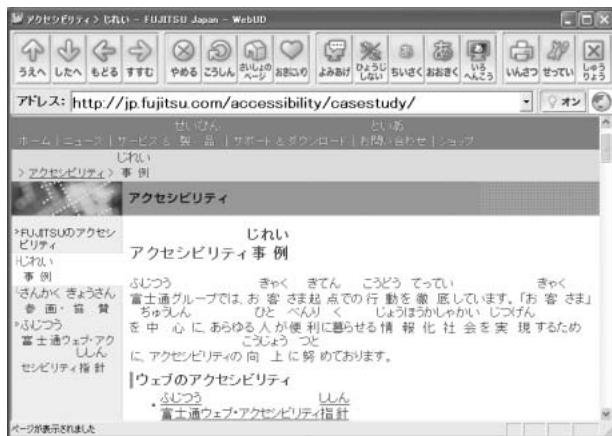 アクセシビリティ > じれい - FUJITSU Japan - WebUD
うえへ したへ もどる すすむ やめる こうしん さいしょのページ おきにいり よみあげ ひょうじしない ちいさく おおきく いろへんこう いんさつ せってい しゅうりょう
アドレス: http://jp.fujitsu.com/accessibility/casestudy/ オン
せいひん といあ
ホーム | ニュース | サービス & 製品 | サポート & ダウンロード | お問い合わせ | ショップ
じれい
> アクセシビリティ > 事例
アクセシビリティ
>FUJITSUのアクセシ
ビリティ
じれい
事例
さんかく きょうさん
参画・協賛
ふじつう
富士通ウェブ・アク
ししん
セシビリティ指針
じれい
アクセシビリティ事例
ふじつう きゃく きてん こうどう てってい きゃく
富士通グループでは、お客さま起点での行動を徹底しています。「お客さま」
ちゅうしん ひと べんり く じょうほうかしゃかい じつげん
を中心に、あらゆる人が便利に暮らせる情報化社会を実現するため
こうじょう つと
に、アクセシビリティの向上に努めております。
ウェブのアクセシビリティ
ふじつう ししん
・富士通ウェブ・アクセシビリティ指針
ページが表示されました